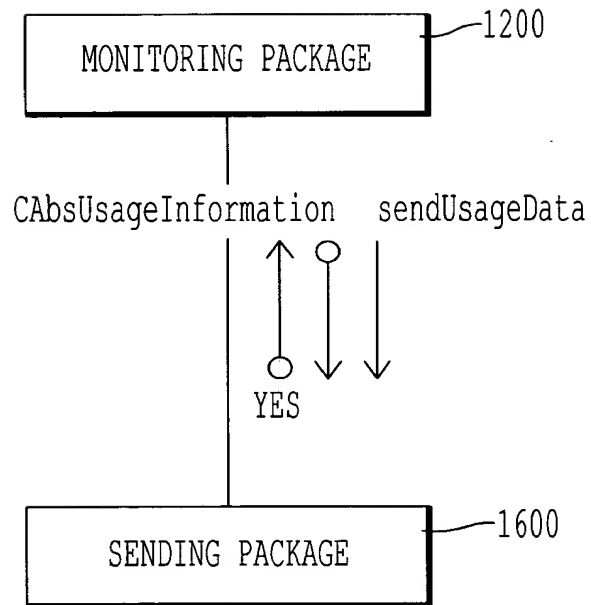 1200
MONITORING PACKAGE
CAbsUsageInformation sendUsageData
YES
1600
SENDING PACKAGE